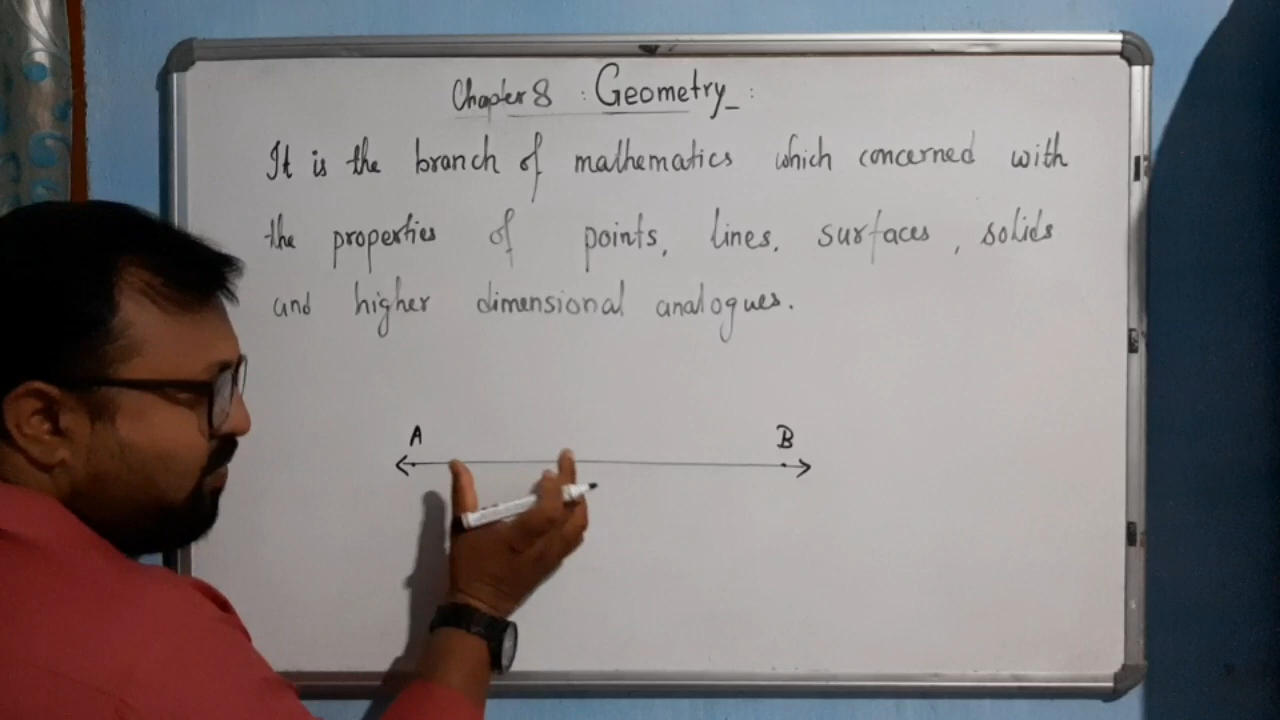 Chapter 8 : Geometry_ :
It is the branch of mathematics which concerned with
the properties of points, lines, surfaces, solids
and higher dimensional analogues.
A B